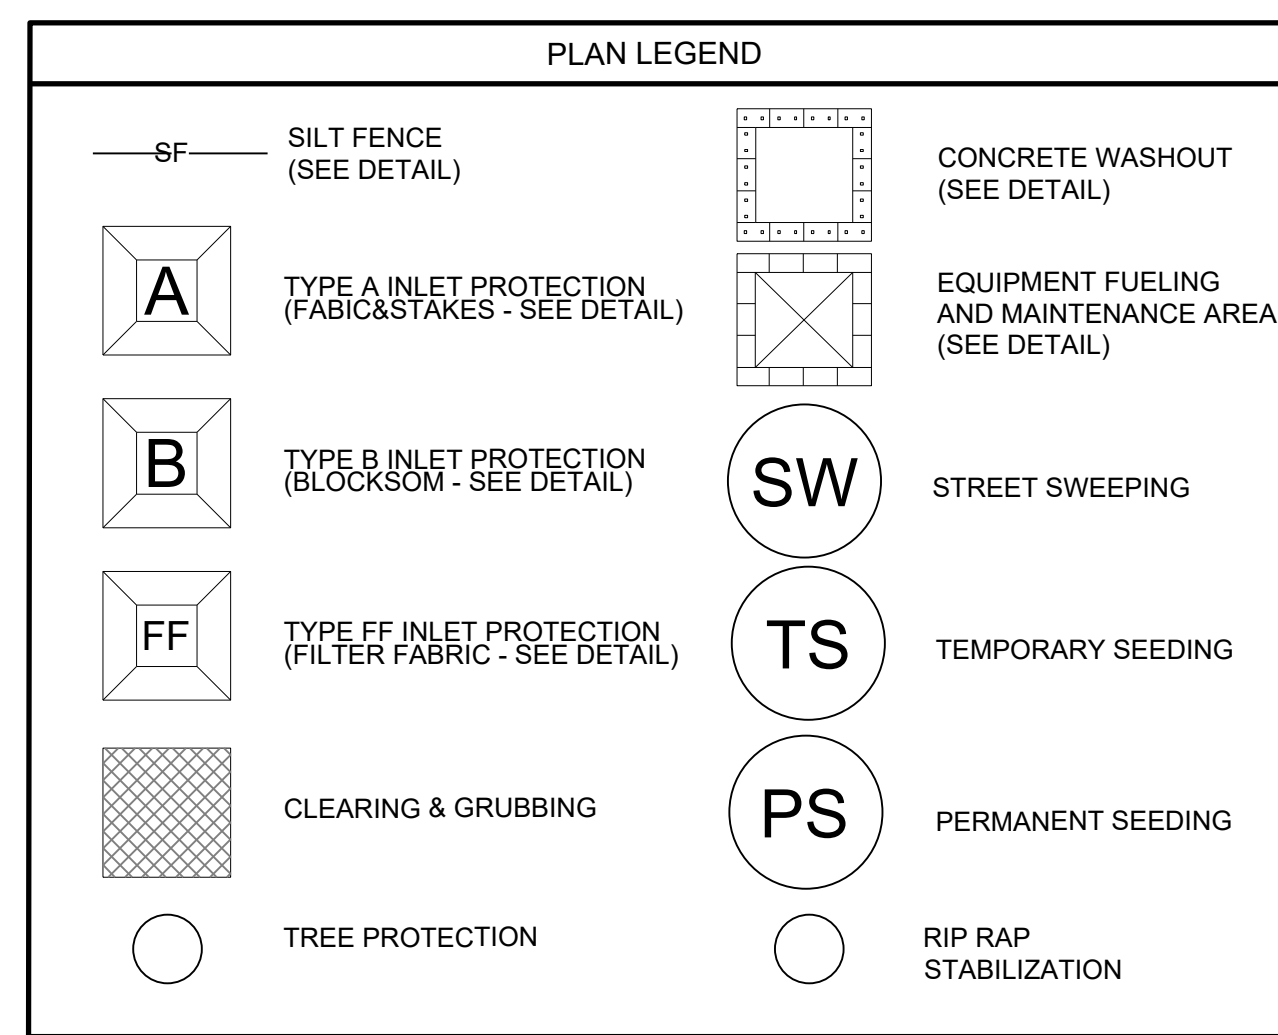 PLAN LEGEND
SF
SILT FENCE
(SEE DETAIL)
A
TYPE A INLET PROTECTION
(FABIC&STAKES - SEE DETAIL)
B
TYPE B INLET PROTECTION
(BLOCKSOM - SEE DETAIL)
FF
TYPE FF INLET PROTECTION
(FILTER FABRIC - SEE DETAIL)
CLEARING & GRUBBING
TREE PROTECTION
CONCRETE WASHOUT
(SEE DETAIL)
EQUIPMENT FUELING
AND MAINTENANCE AREA
(SEE DETAIL)
SW
STREET SWEEPING
TS
TEMPORARY SEEDING
PS
PERMANENT SEEDING
RIP RAP
STABILIZATION